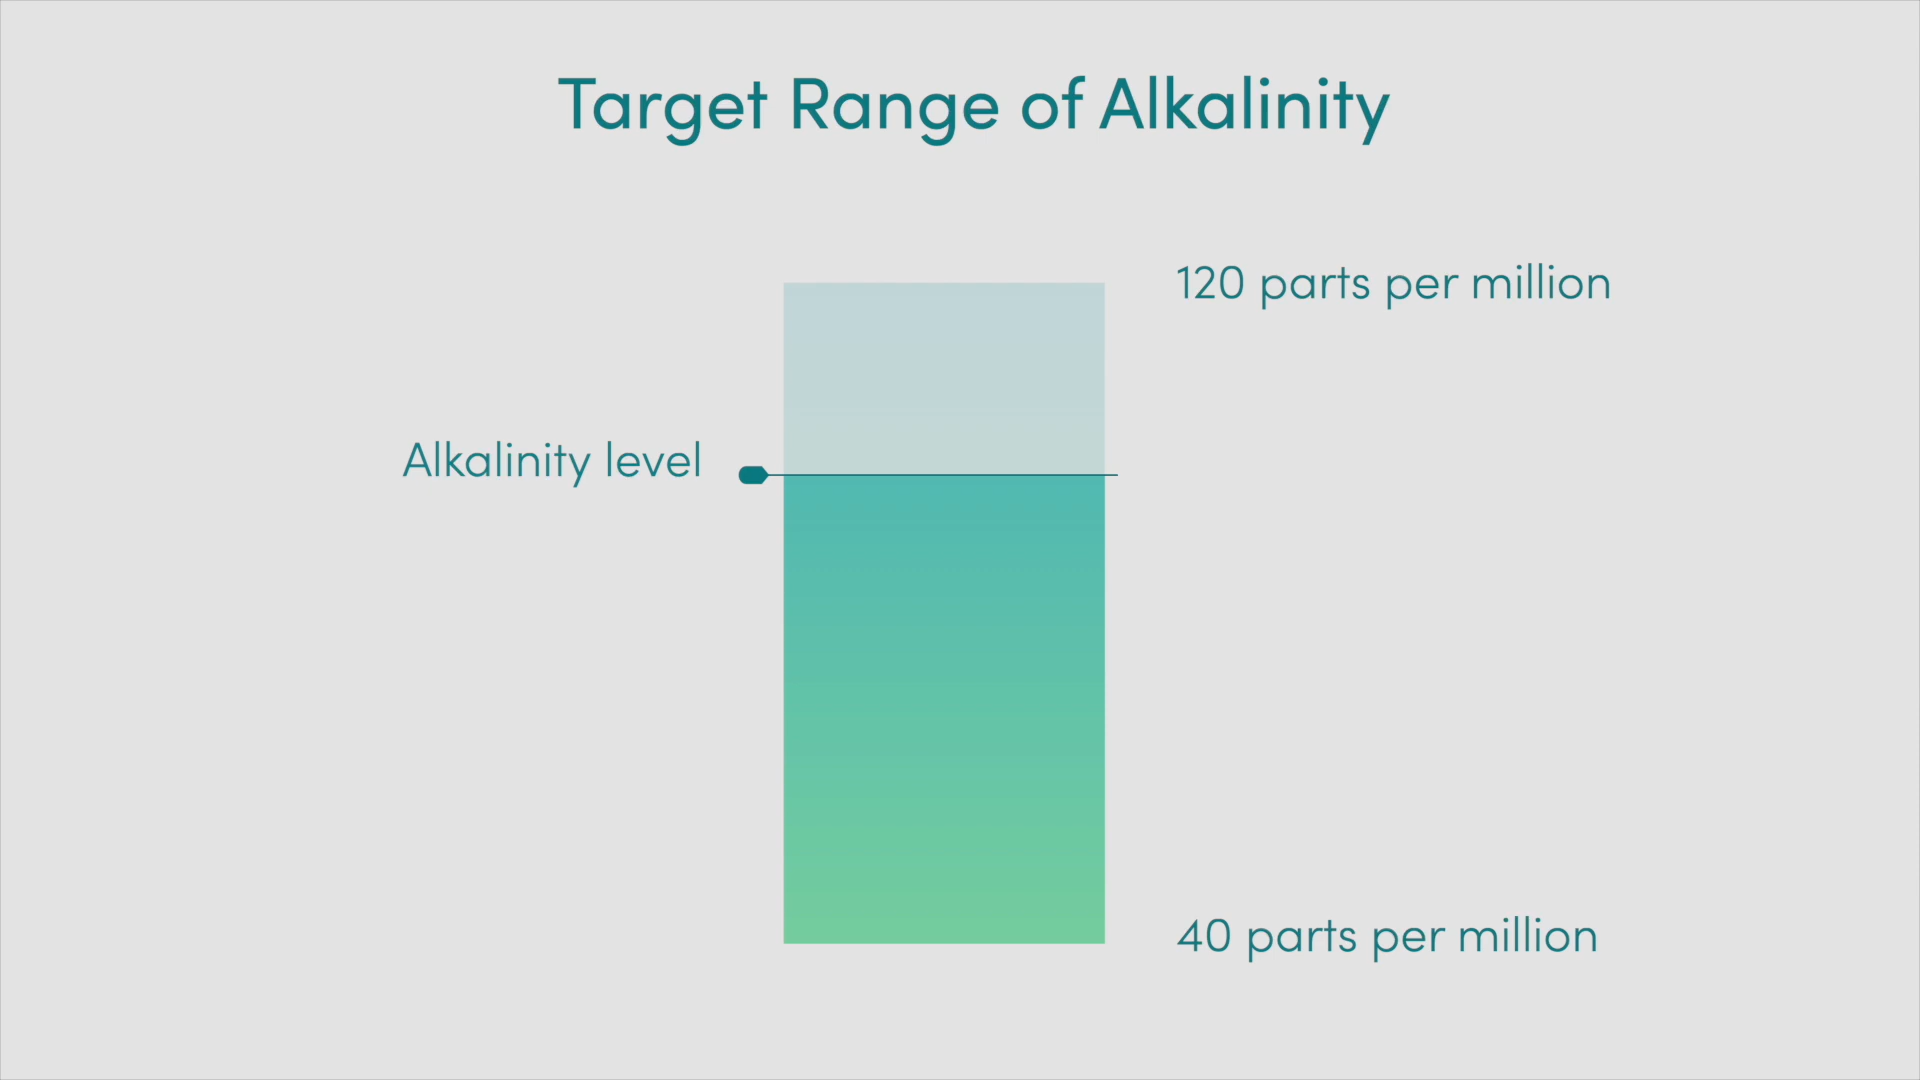 Target Range of Alkalinity
120 parts per million
Alkalinity level
40 parts per million